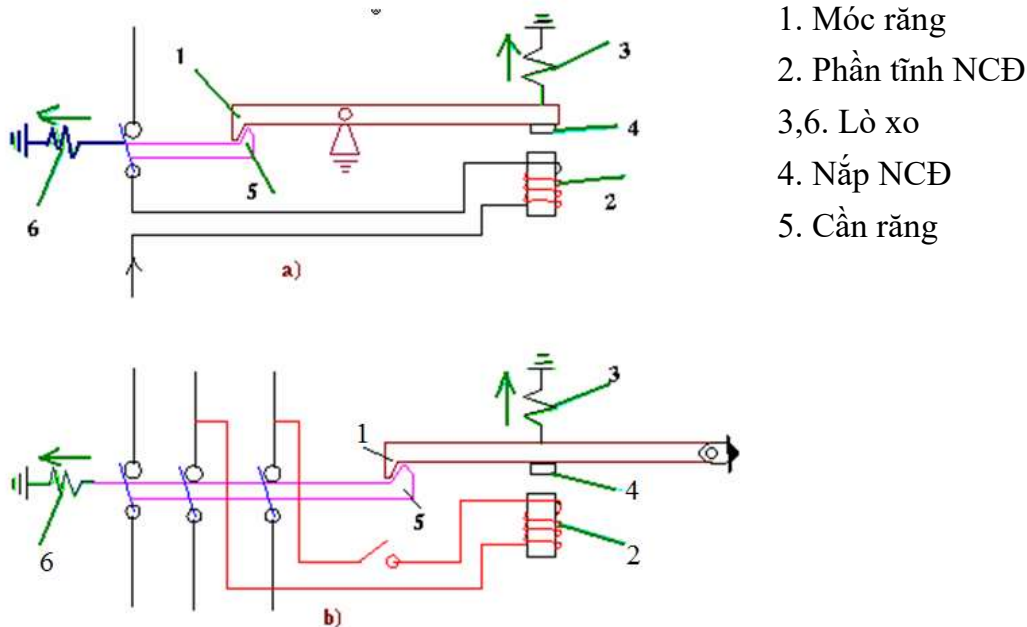 1. Móc răng
2. Phần tĩnh NCĐ
3,6. Lò xo
4. Nắp NCĐ
5. Cần răng
1
3
4
5
2
6
a)
3
1
4
5
2
6
b)